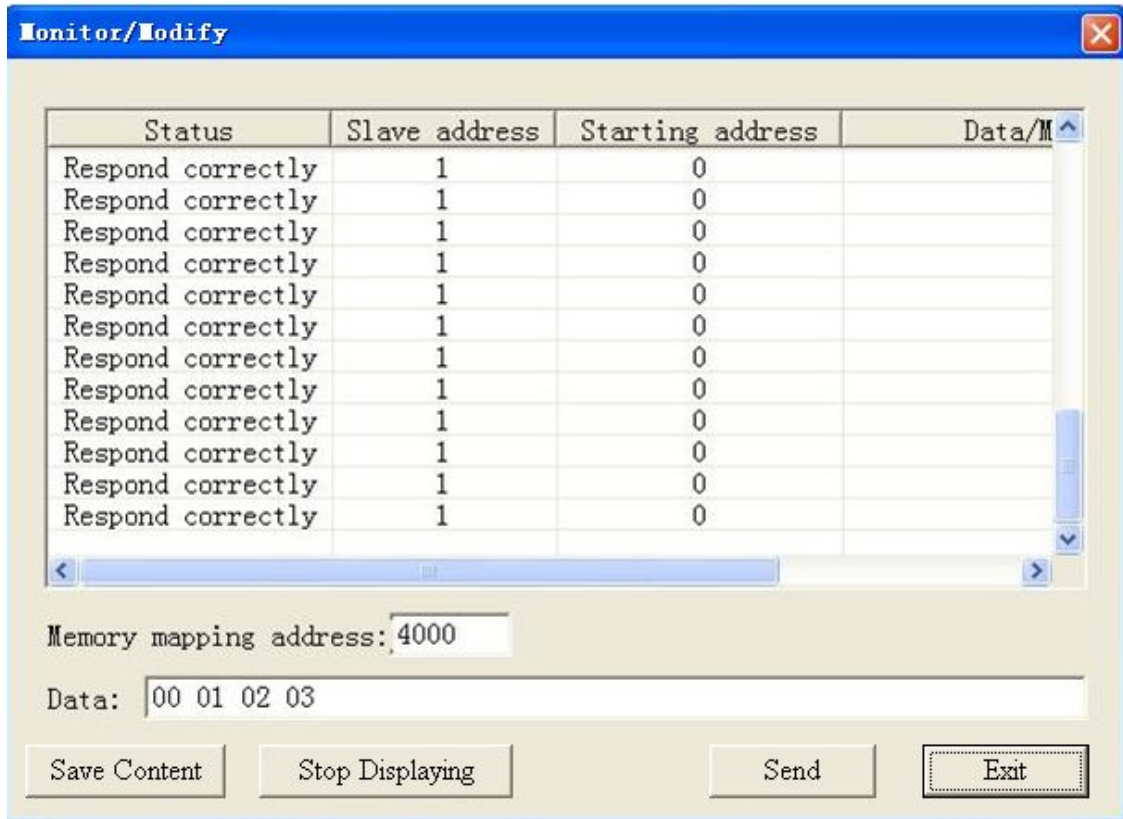 Monitor/Modify
Status Slave address Starting address Data/M
Respond correctly 1 0
Respond correctly 1 0
Respond correctly 1 0
Respond correctly 1 0
Respond correctly 1 0
Respond correctly 1 0
Respond correctly 1 0
Respond correctly 1 0
Respond correctly 1 0
Respond correctly 1 0
Respond correctly 1 0
Respond correctly 1 0
Memory mapping address: 4000
Data: 00 01 02 03
Save Content Stop Displaying Send Exit